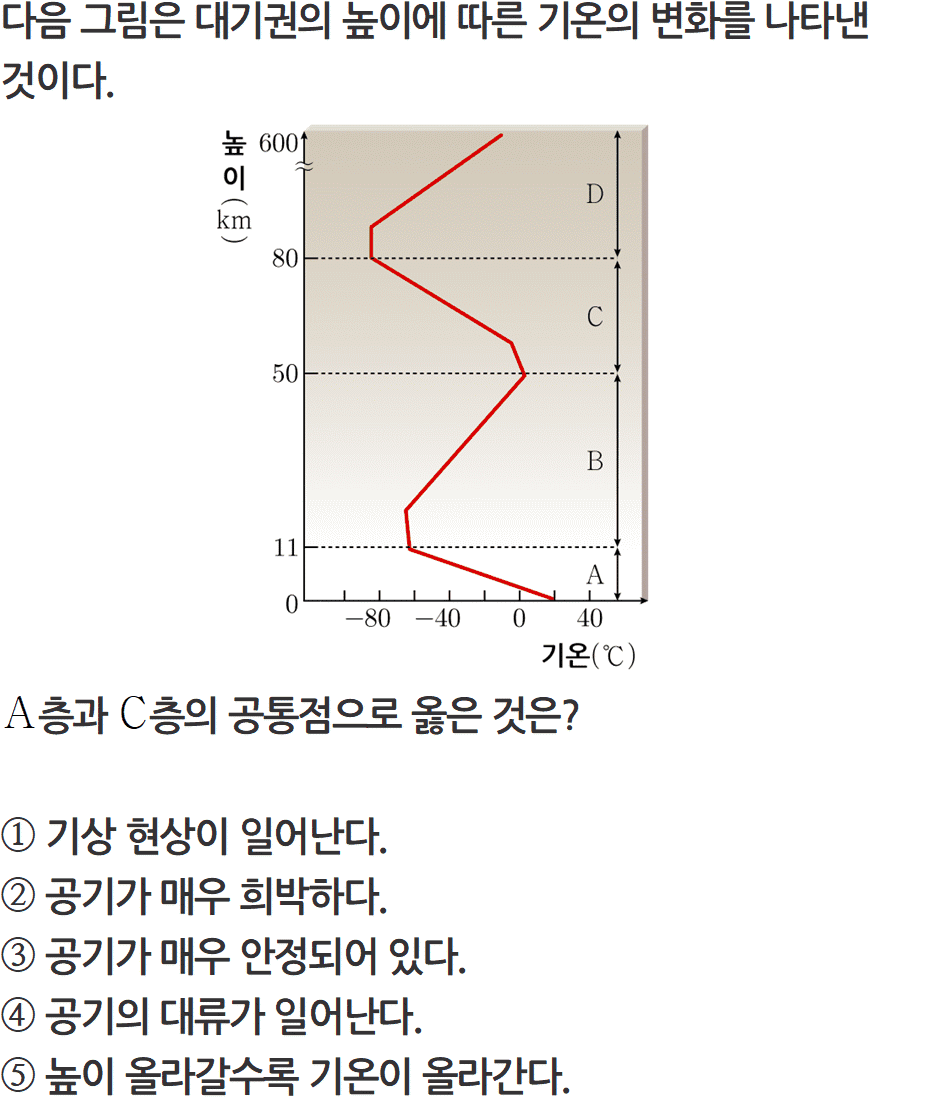 다음 그림은 대기권의 높이에 따른 기온의 변화를 나타낸
것이다.
높이(km)
600
80
50
11
0
D
C
B
A
−80 −40 0 40
기온(℃)
A층과 C층의 공통점으로 옳은 것은?
① 기상 현상이 일어난다.
② 공기가 매우 희박하다.
③ 공기가 매우 안정되어 있다.
④ 공기의 대류가 일어난다.
⑤ 높이 올라갈수록 기온이 올라간다.